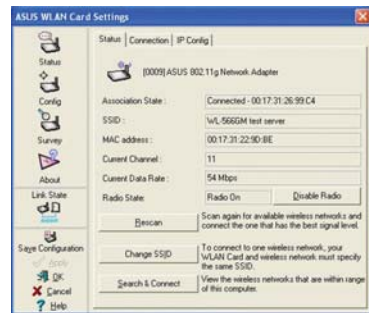 ASUS WLAN Card Settings
Status
Config
Survey
About
Link State
Save Configuration
Apply
OK
Cancel
Help
Status Connection IP Config
[0009] ASUS 802.11g Network Adapter
Association State : Connected - 00:17:31:26:99:C4
SSID : WL-566GM test server
MAC address : 00:17:31:22:9D:BE
Current Channel : 11
Current Data Rate : 54 Mbps
Radio State: Radio On Disable Radio
Rescan Scan again for available wireless networks and
connect the one that has the best signal level.
Change SSID To connect to one wireless network, your
WLAN Card and wireless network must specify
the same SSID.
Search & Connect View the wireless networks that are within range
of this computer.